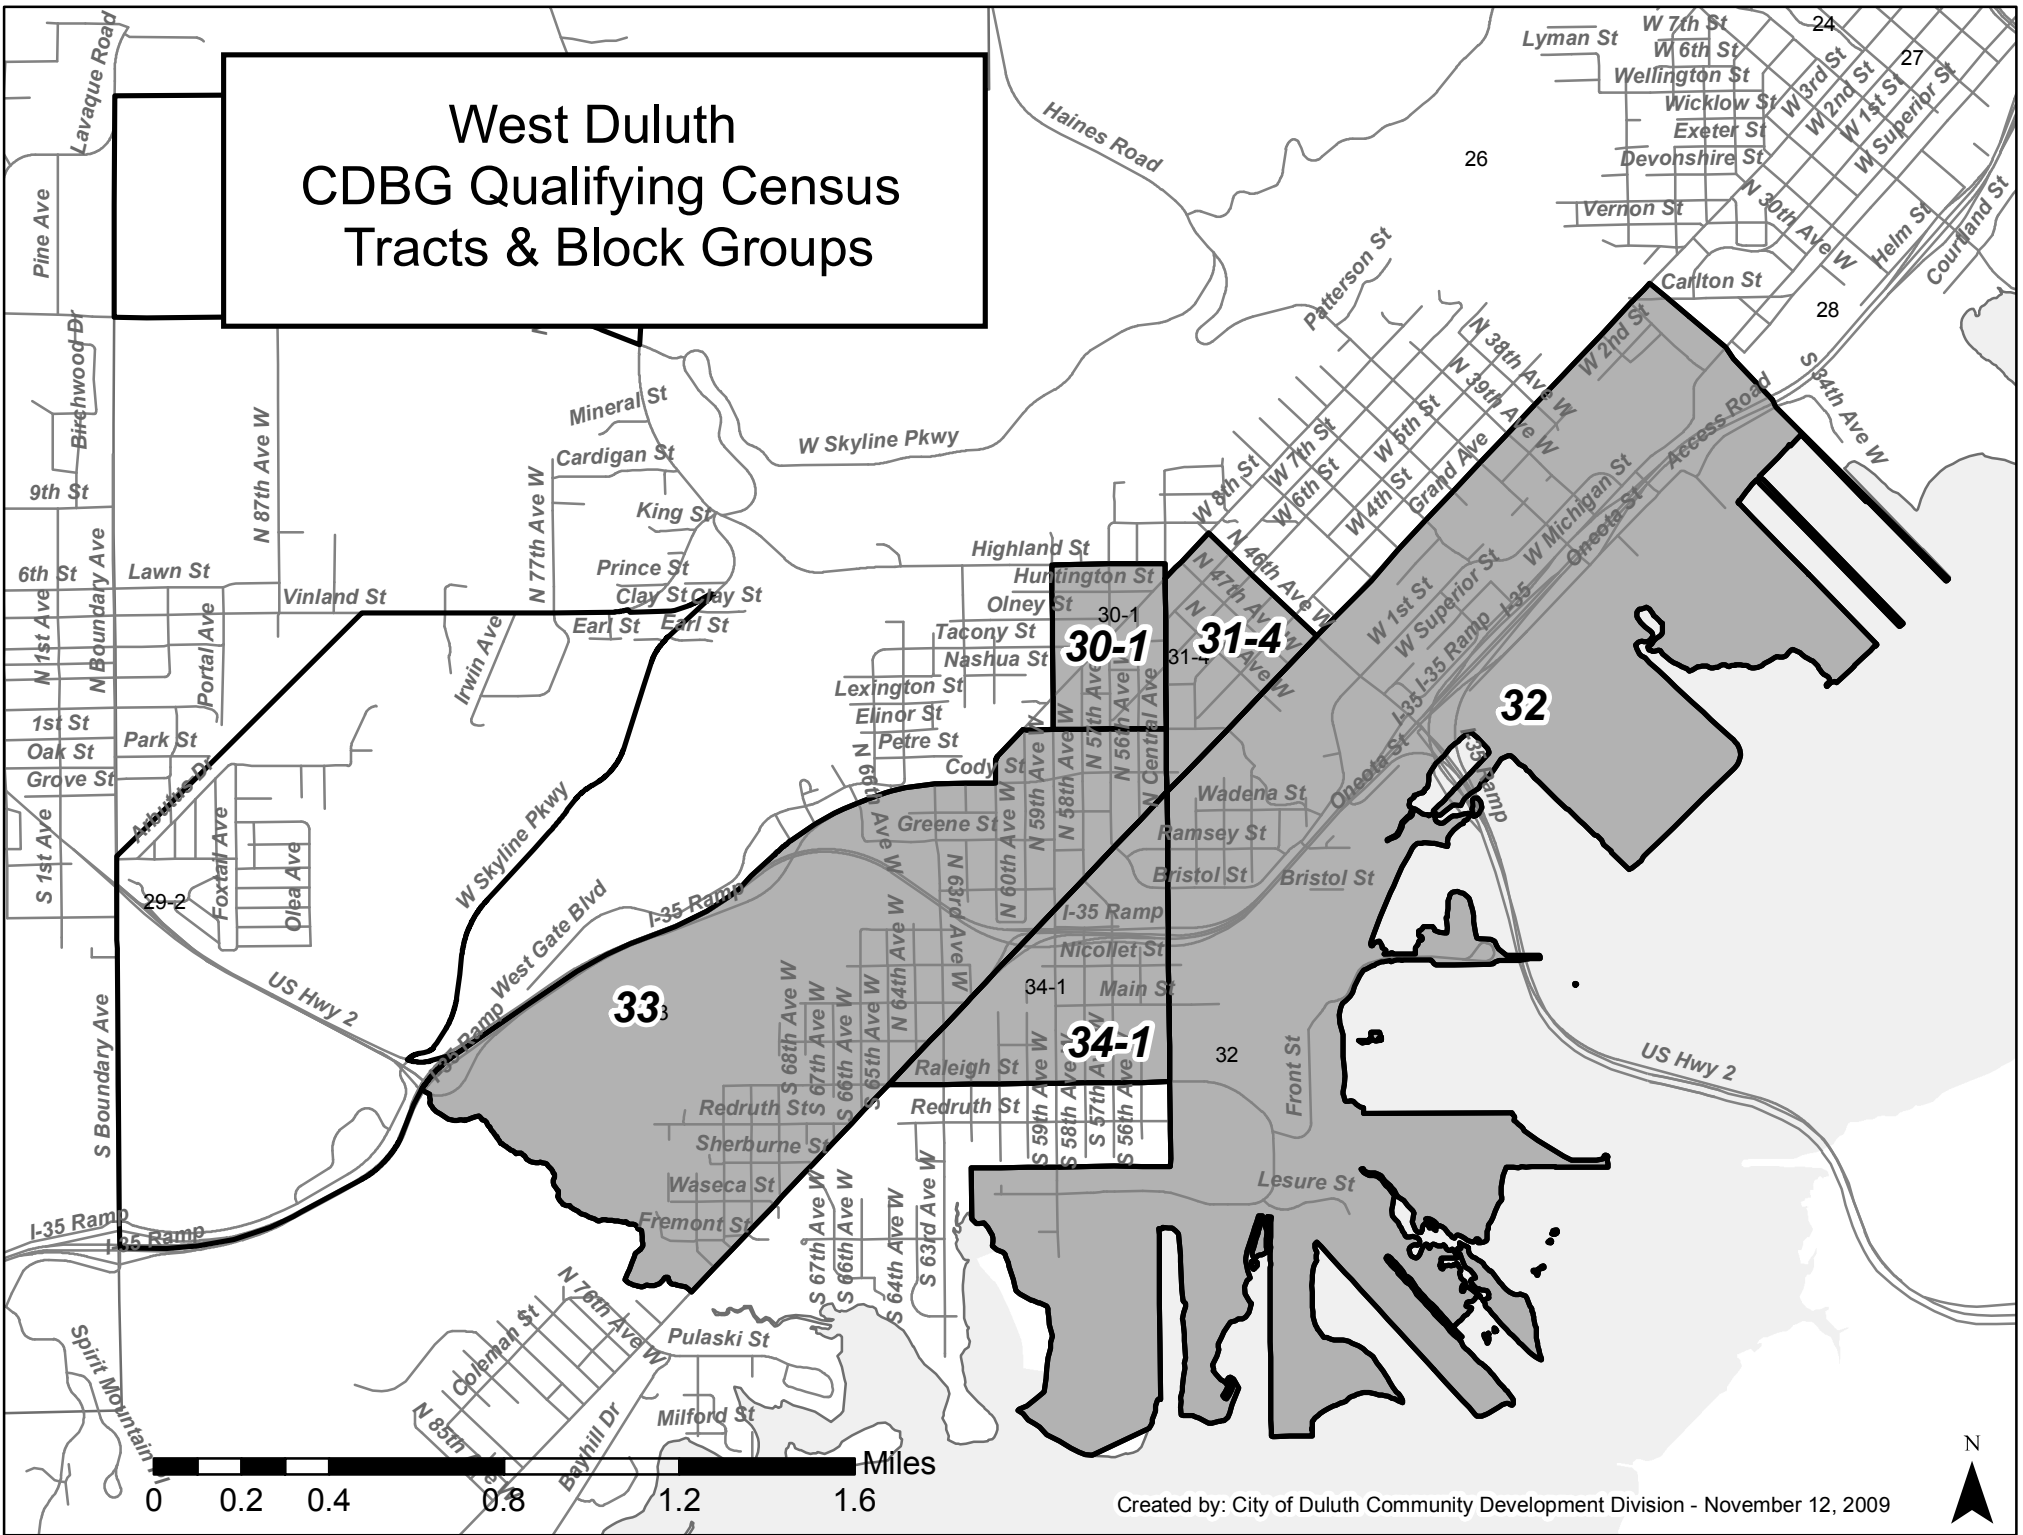 West Duluth
CDBG Qualifying Census
Tracts & Block Groups
Lavaque Road
Pine Ave
Birchwood Dr
9th St
6th St
Lawn St
N 1st Ave
N Boundary Ave
Portal Ave
1st St
Park St
Oak St
Grove St
S 1st Ave
Arbutus Dr
Foxtail Ave
Olea Ave
29-2
S Boundary Ave
US Hwy 2
I-35 Ramp
I-35 Ramp
Spirit Mountain Pl
N 87th Ave W
Vinland St
N 77th Ave W
Irwin Ave
Mineral St
Cardigan St
King St
Prince St
Clay St
Clay St
Earl St
Earl St
W Skyline Pkwy
W Skyline Pkwy
West Gate Blvd
I-35 Ramp
I-35 Ramp
Haines Road
26
Lyman St
W 7th St
W 6th St
Wellington St
Wicklow St
Exeter St
Devonshire St
Vernon St
24
27
W 3rd St
W 2nd St
W 1st St
W Superior St
N 30th Ave W
Helm St
Courtland St
Carlton St
28
S 34th Ave W
Patterson St
N 38th Ave W
N 39th Ave W
W 2nd St
Access Road
W 8th St
W 7th St
W 6th St
W 5th St
W 4th St
Grand Ave
W Michigan St
Oneota St
N 46th Ave W
N 47th Ave W
W 1st St
W Superior St
I-35
I-35 Ramp
I-35
I-35 Ramp
Oneota St
Highland St
Huntington St
Olney St
Tacony St
Nashua St
Lexington St
Elinor St
Petre St
Cody St
30-1
30-1
31-4
31-4
32
N 66th Ave W
N 59th Ave W
N 58th Ave W
N 57th Ave
N 56th Ave
N Central Ave
Greene St
N 60th Ave W
N 63rd Ave W
N 64th Ave W
Wadena St
Ramsey St
Bristol St
Bristol St
I-35 Ramp
Nicollet St
Main St
34-1
34-1
33
S 68th Ave W
S 67th Ave W
S 66th Ave W
S 65th Ave W
Raleigh St
Redruth St
Redruth St
Sherburne St
Waseca St
Fremont St
S 59th Ave W
S 58th Ave W
S 57th Ave W
S 56th Ave
32
Front St
Lesure St
US Hwy 2
S 67th Ave W
S 66th Ave W
S 64th Ave W
S 63rd Ave W
N 76th Ave W
Coleman St
Pulaski St
N 85th Ave W
Bayhill Dr
Milford St
0 0.2 0.4 0.8 1.2 1.6
Miles
Created by: City of Duluth Community Development Division - November 12, 2009
N